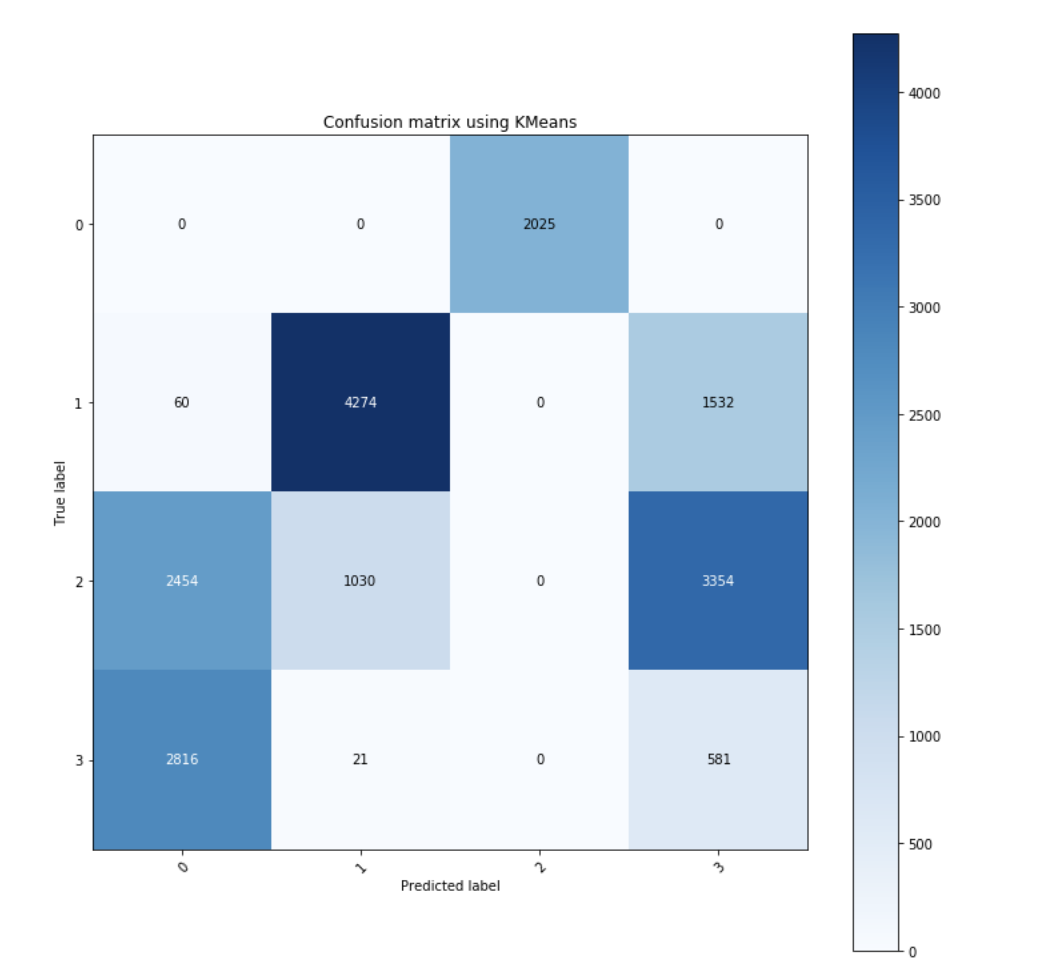 Confusion matrix using KMeans
0 0 0 2025 0
1 60 4274 0 1532
2 2454 1030 0 3354
3 2816 21 0 581
0 1 2 3
True label
Predicted label
4000
3500
3000
2500
2000
1500
1000
500
0